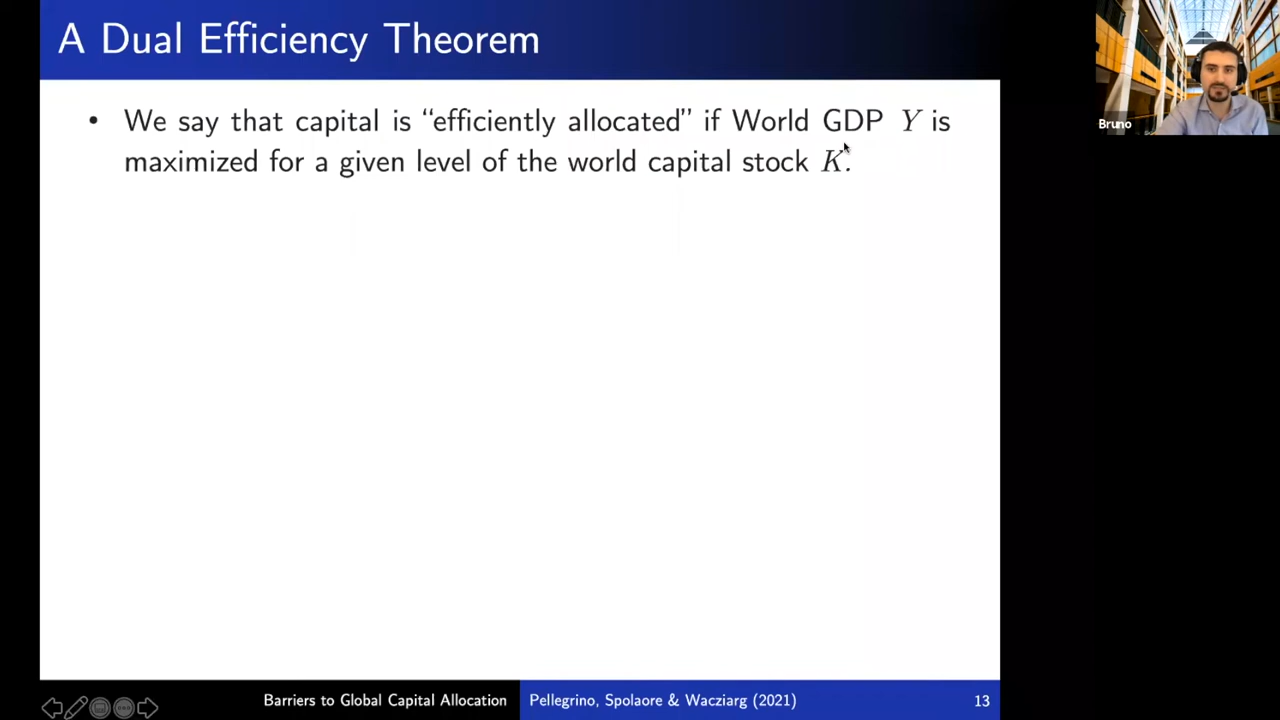 A Dual Efficiency Theorem
• We say that capital is “efficiently allocated” if World GDP Y is
maximized for a given level of the world capital stock K.
Bruno
Barriers to Global Capital Allocation
Pellegrino, Spolaore & Wacziarg (2021)
13